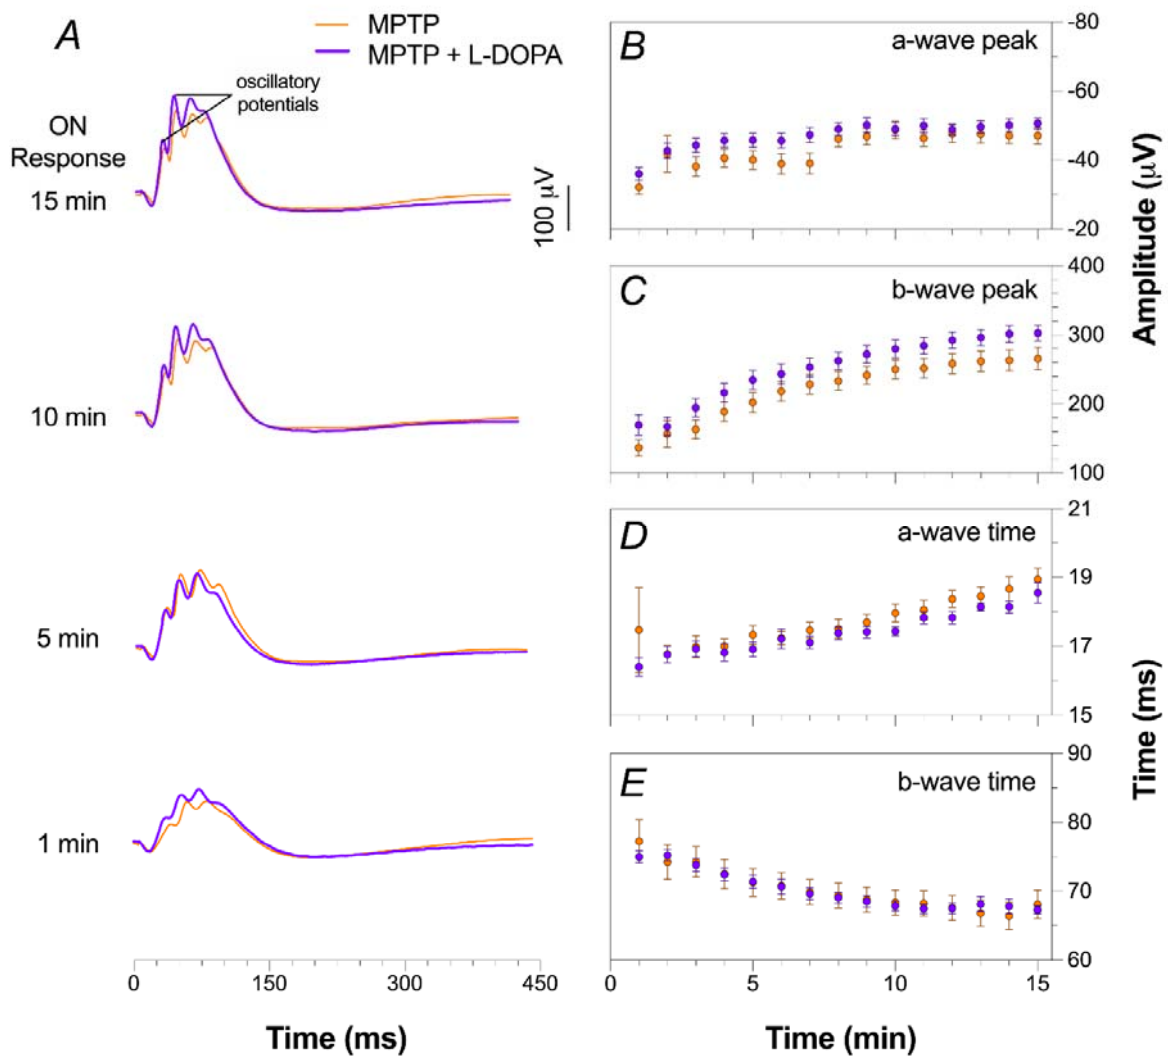 A
MPTP
MPTP + L-DOPA
oscillatory
potentials
ON
Response
15 min
100 µV
10 min
5 min
1 min
0
150
300
450
Time (ms)
B
a-wave peak
-80
-60
-40
-20
C
b-wave peak
400
300
200
100
Amplitude (µV)
D
a-wave time
21
19
17
15
E
b-wave time
90
80
70
60
Time (ms)
0
5
10
15
Time (min)